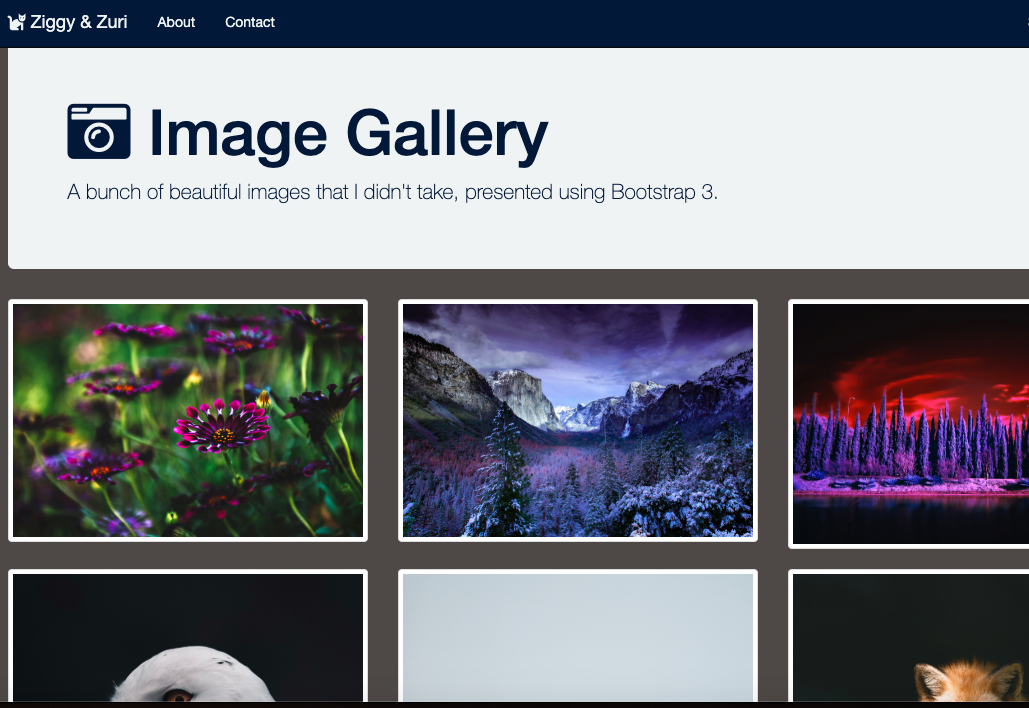 Ziggy & Zuri About Contact
Image Gallery
A bunch of beautiful images that I didn't take, presented using Bootstrap 3.